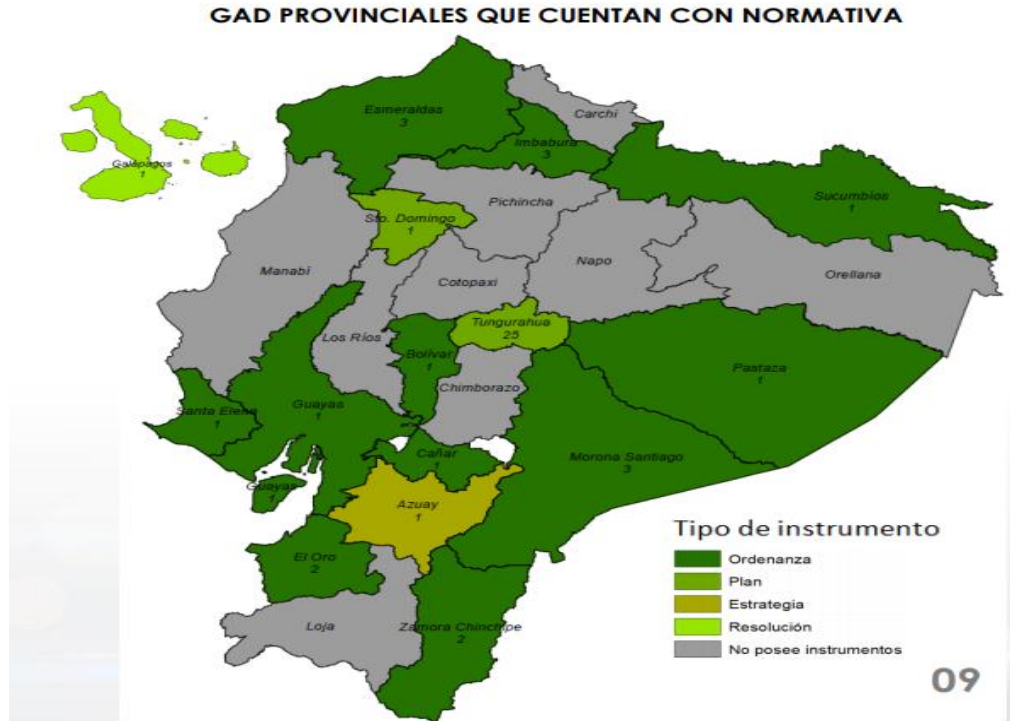 GAD PROVINCIALES QUE CUENTAN CON NORMATIVA
Esmeraldas
3
Carchi
Imbabura
3
Galápagos
1
Sucumbíos
1
Pichincha
Sto. Domingo
1
Napo
Manabí
Orellana
Cotopaxi
Tungurahua
25
Los Ríos
Bolívar
1
Pastaza
1
Chimborazo
Santa Elena
1
Guayas
1
Morona Santiago
3
Cañar
1
Guayas
1
Azuay
1
El Oro
2
Loja
Zamora Chinchipe
2
Tipo de instrumento
Ordenanza
Plan
Estrategia
Resolución
No posee instrumentos
09